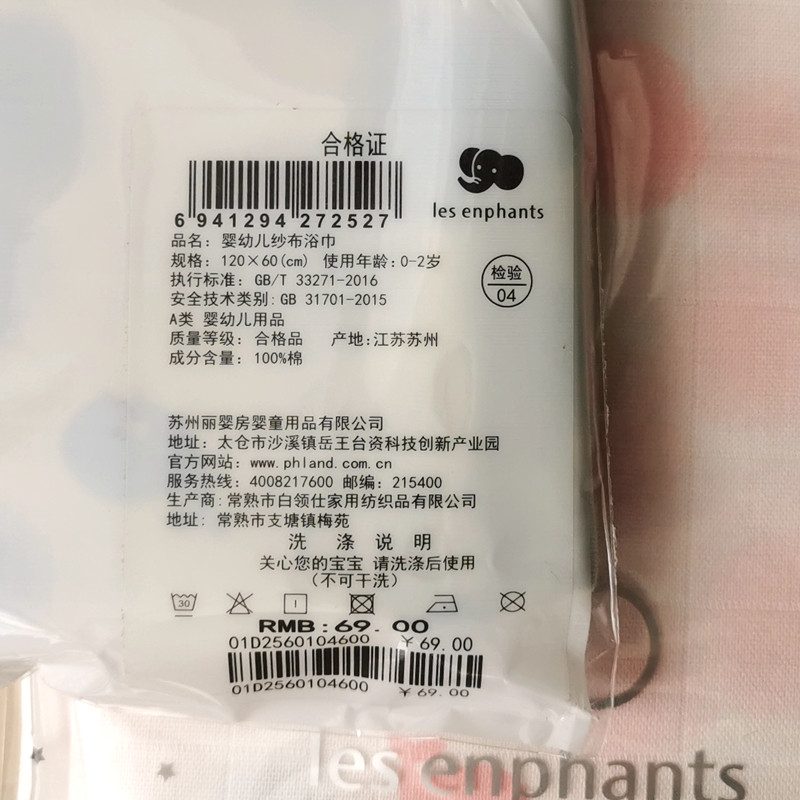 合格证
les enphants
6 941294 272527
品名: 婴幼儿纱布浴巾
规格: 120×60(cm) 使用年龄:0-2岁
执行标准: GB/T 33271-2016
检验
04
安全技术类别:GB 31701-2015
A类 婴幼儿用品
质量等级: 合格品 产地:江苏苏州
成分含量: 100%棉
苏州丽婴房婴童用品有限公司
地址: 太仓市沙溪镇岳王台资科技创新产业园
官方网站: www.phland.com.cn
服务热线: 4008217600 邮编: 215400
生产商:常熟市白领仕家用纺织品有限公司
地址: 常熟市支塘镇梅苑
洗 涤 说 明
关心您的宝宝 请洗涤后使用
(不可干洗)
30
RMB:69.00
01D2560104600 ¥69.00
01D2560104600 ¥69.00
les enphants